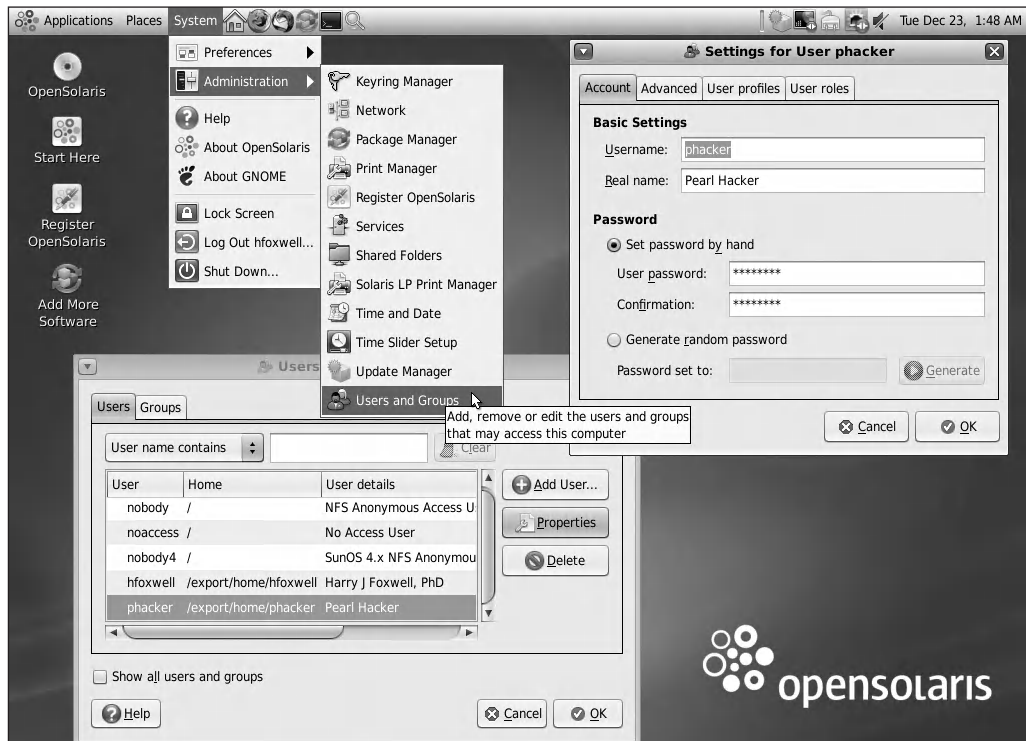 Applications Places System
Tue Dec 23, 1:48 AM
OpenSolaris
Start Here
Register
OpenSolaris
Add More
Software
Preferences
Administration
Help
About OpenSolaris
About GNOME
Lock Screen
Log Out hfoxwell...
Shut Down...
Keyring Manager
Network
Package Manager
Print Manager
Register OpenSolaris
Services
Shared Folders
Solaris LP Print Manager
Time and Date
Time Slider Setup
Update Manager
Users and Groups
Add, remove or edit the users and groups
that may access this computer
Settings for User phacker
Account Advanced User profiles User roles
Basic Settings
Username: phacker
Real name: Pearl Hacker
Password
Set password by hand
User password: ********
Confirmation: ********
Generate random password
Password set to: Generate
Cancel OK
Users
Users Groups
User name contains Clear
User Home User details
nobody / NFS Anonymous Access U
noaccess / No Access User
nobody4 / SunOS 4.x NFS Anonymou
hfoxwell /export/home/hfoxwell Harry J Foxwell, PhD
phacker /export/home/phacker Pearl Hacker
Add User...
Properties
Delete
Show all users and groups
Help Cancel OK
opensolaris